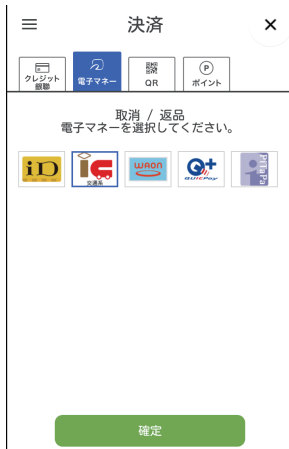 決済
クレジット
銀聯
電子マネー
QR
P
ポイント
取消 / 返品
電子マネーを選択してください。
iD
IC
交通系
WAON
QUICPay
PiTaPa
確定